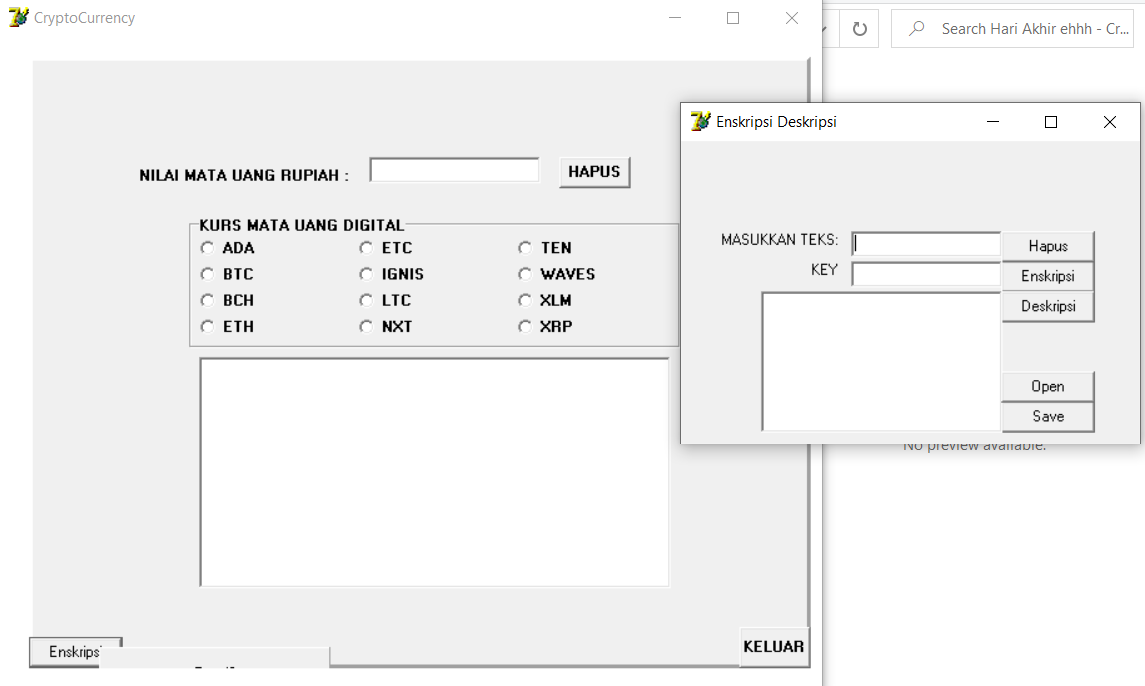 CryptoCurrency
Search Hari Akhir ehhh - Cr...
Enskripsi Deskripsi
NILAI MATA UANG RUPIAH :
HAPUS
KURS MATA UANG DIGITAL
ADA ETC TEN
BTC IGNIS WAVES
BCH LTC XLM
ETH NXT XRP
MASUKKAN TEKS:
Hapus
KEY
Enskripsi
Deskripsi
Open
Save
No preview available.
Enskripsi
KELUAR